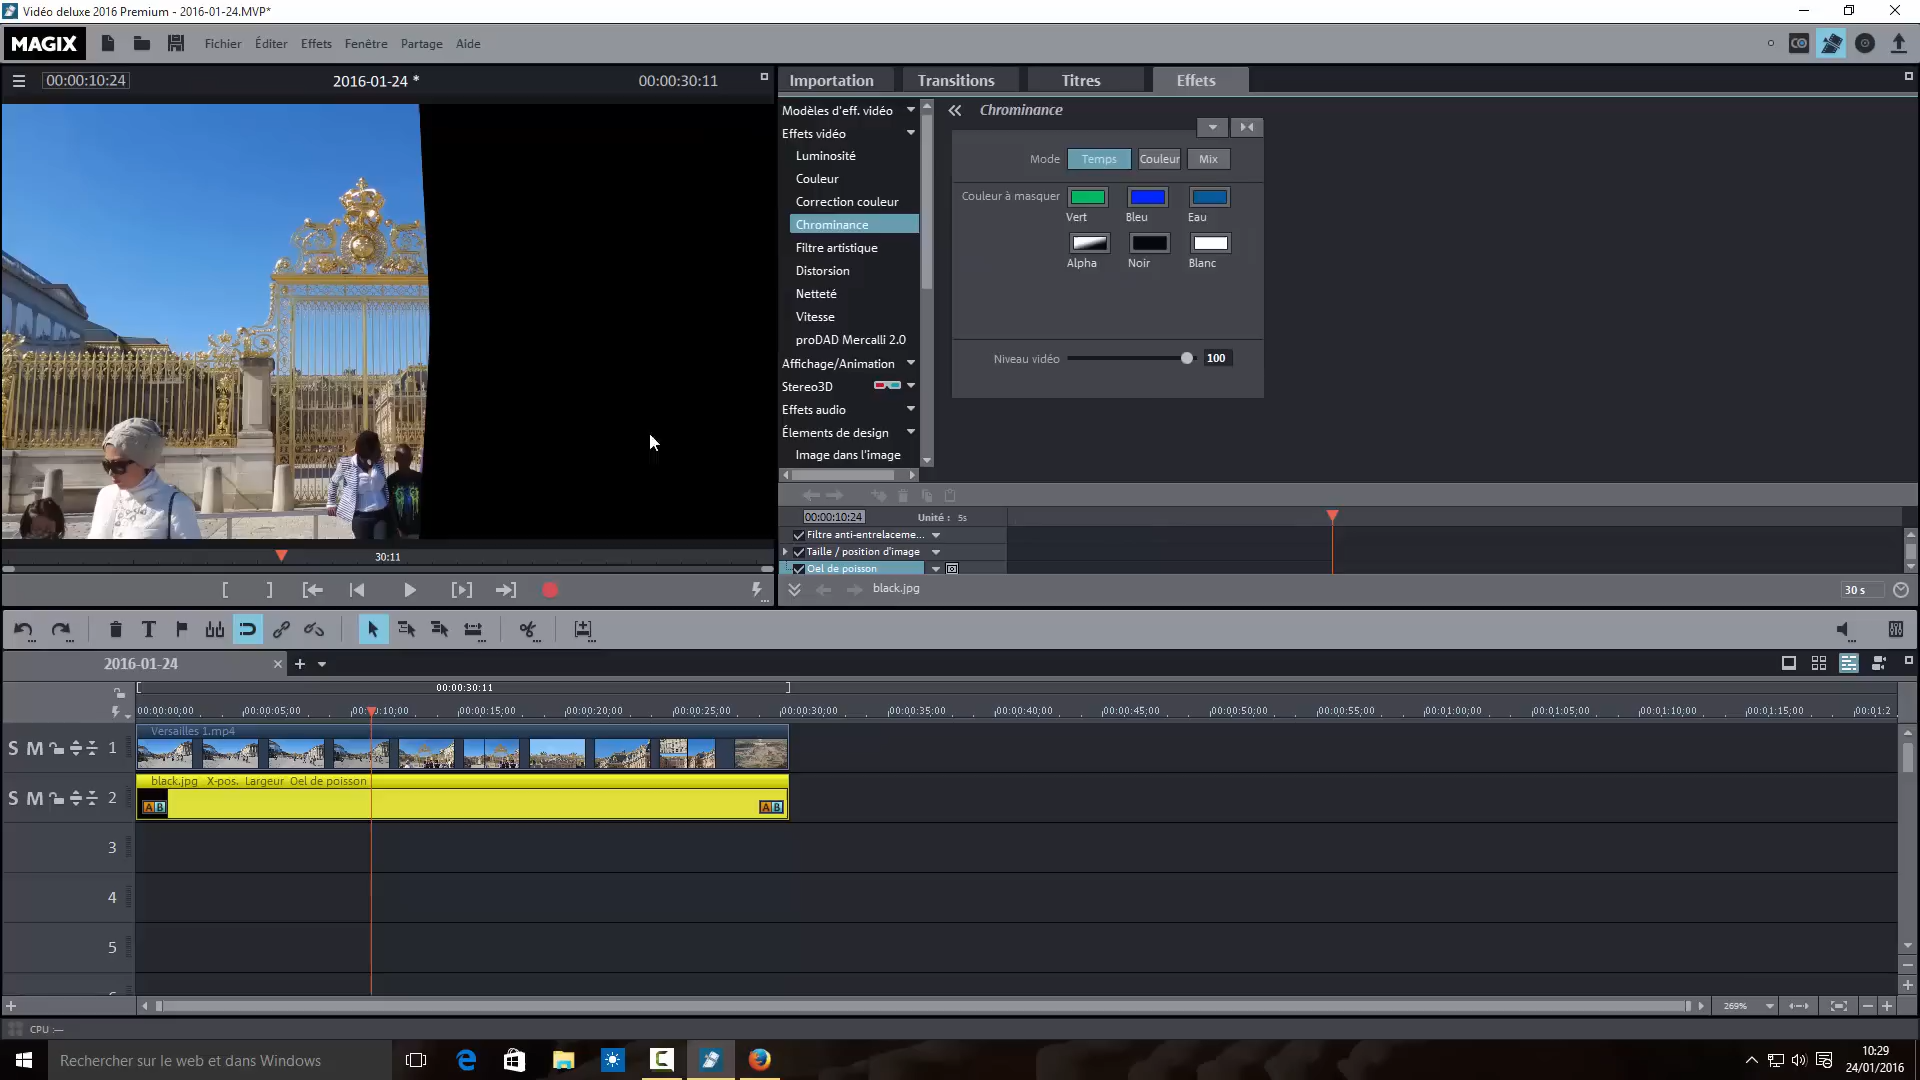 Vidéo deluxe 2016 Premium - 2016-01-24.MVP*
MAGIX
Fichier Éditer Effets Fenêtre Partage Aide
00:00:10:24 2016-01-24 * 00:00:30:11
Importation Transitions Titres Effets
Modèles d'eff. vidéo
Effets vidéo
Luminosité
Couleur
Correction couleur
Chrominance
Filtre artistique
Distorsion
Netteté
Vitesse
proDAD Mercalli 2.0
Affichage/Animation
Stereo3D
Effets audio
Élements de design
Image dans l'image
Chrominance
Mode Temps Couleur Mix
Couleur à masquer
Vert Bleu Eau
Alpha Noir Blanc
Niveau vidéo 100
30:11
00:00:10:24 Unité : 5s
Filtre anti-entrelaceme...
Taille / position d'image
Oel de poisson
black.jpg
30 s
2016-01-24
00:00:30:11
00:00:00;00 00:00:05;00 00:00:10;00 00:00:15;00 00:00:20;00 00:00:25;00 00:00:30;00 00:00:35;00 00:00:40;00 00:00:45;00 00:00:50;00 00:00:55;00 00:01:00;00 00:01:05;00 00:01:10;00 00:01:15;00 00:01:2
Versailles 1.mp4
S M 1
black.jpg X-pos. Largeur Oel de poisson
S M 2
A B A B
3
4
5
269%
CPU :—
Rechercher sur le web et dans Windows
10:29
24/01/2016